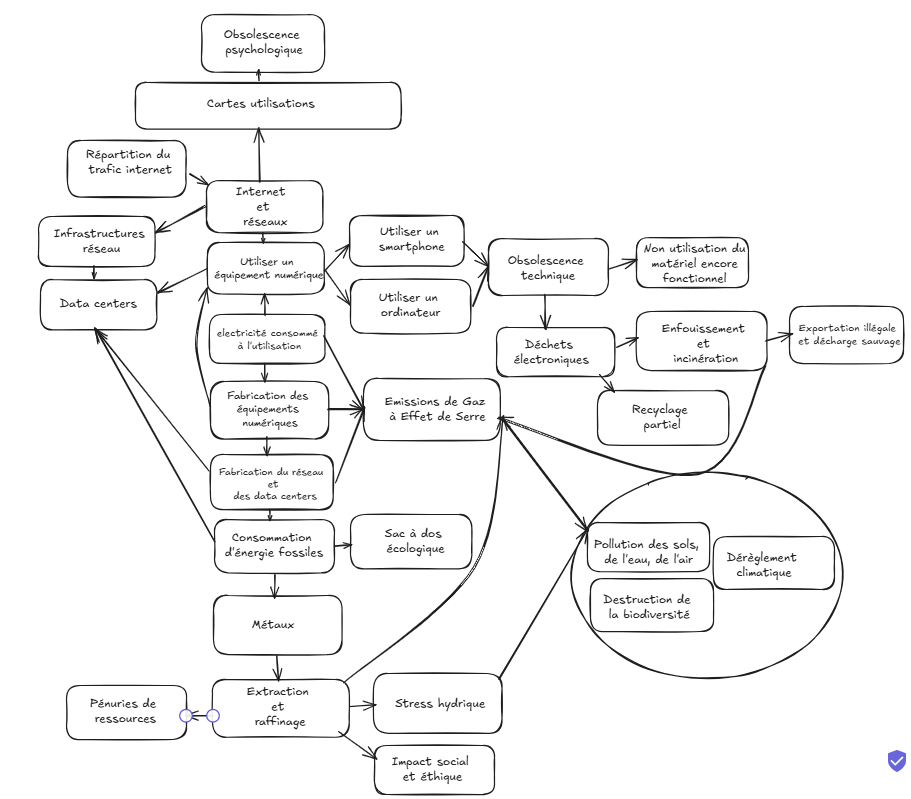 Obsolescence
psychologique
Cartes utilisations
Répartition du
trafic internet
Internet
et
réseaux
Infrastructures
réseau
Utiliser un
smartphone
Utiliser un
équipement numérique
Obsolescence
technique
Non utilisation du
matériel encore
fonctionnel
Data centers
Utiliser un
ordinateur
electricité consommé
à l'utilisation
Déchets
électroniques
Enfouissement
et
incinération
Exportation illégale
et décharge sauvage
Fabrication des
équipements
numériques
Emissions de Gaz
à Effet de Serre
Recyclage
partiel
Fabrication du réseau
et
des data centers
Consommation
d'énergie fossiles
Sac à dos
écologique
Pollution des sols,
de l'eau, de l'air
Dérèglement
climatique
Destruction de
la biodiversité
Métaux
Extraction
et
raffinage
Pénuries de
ressources
Stress hydrique
Impact social
et éthique